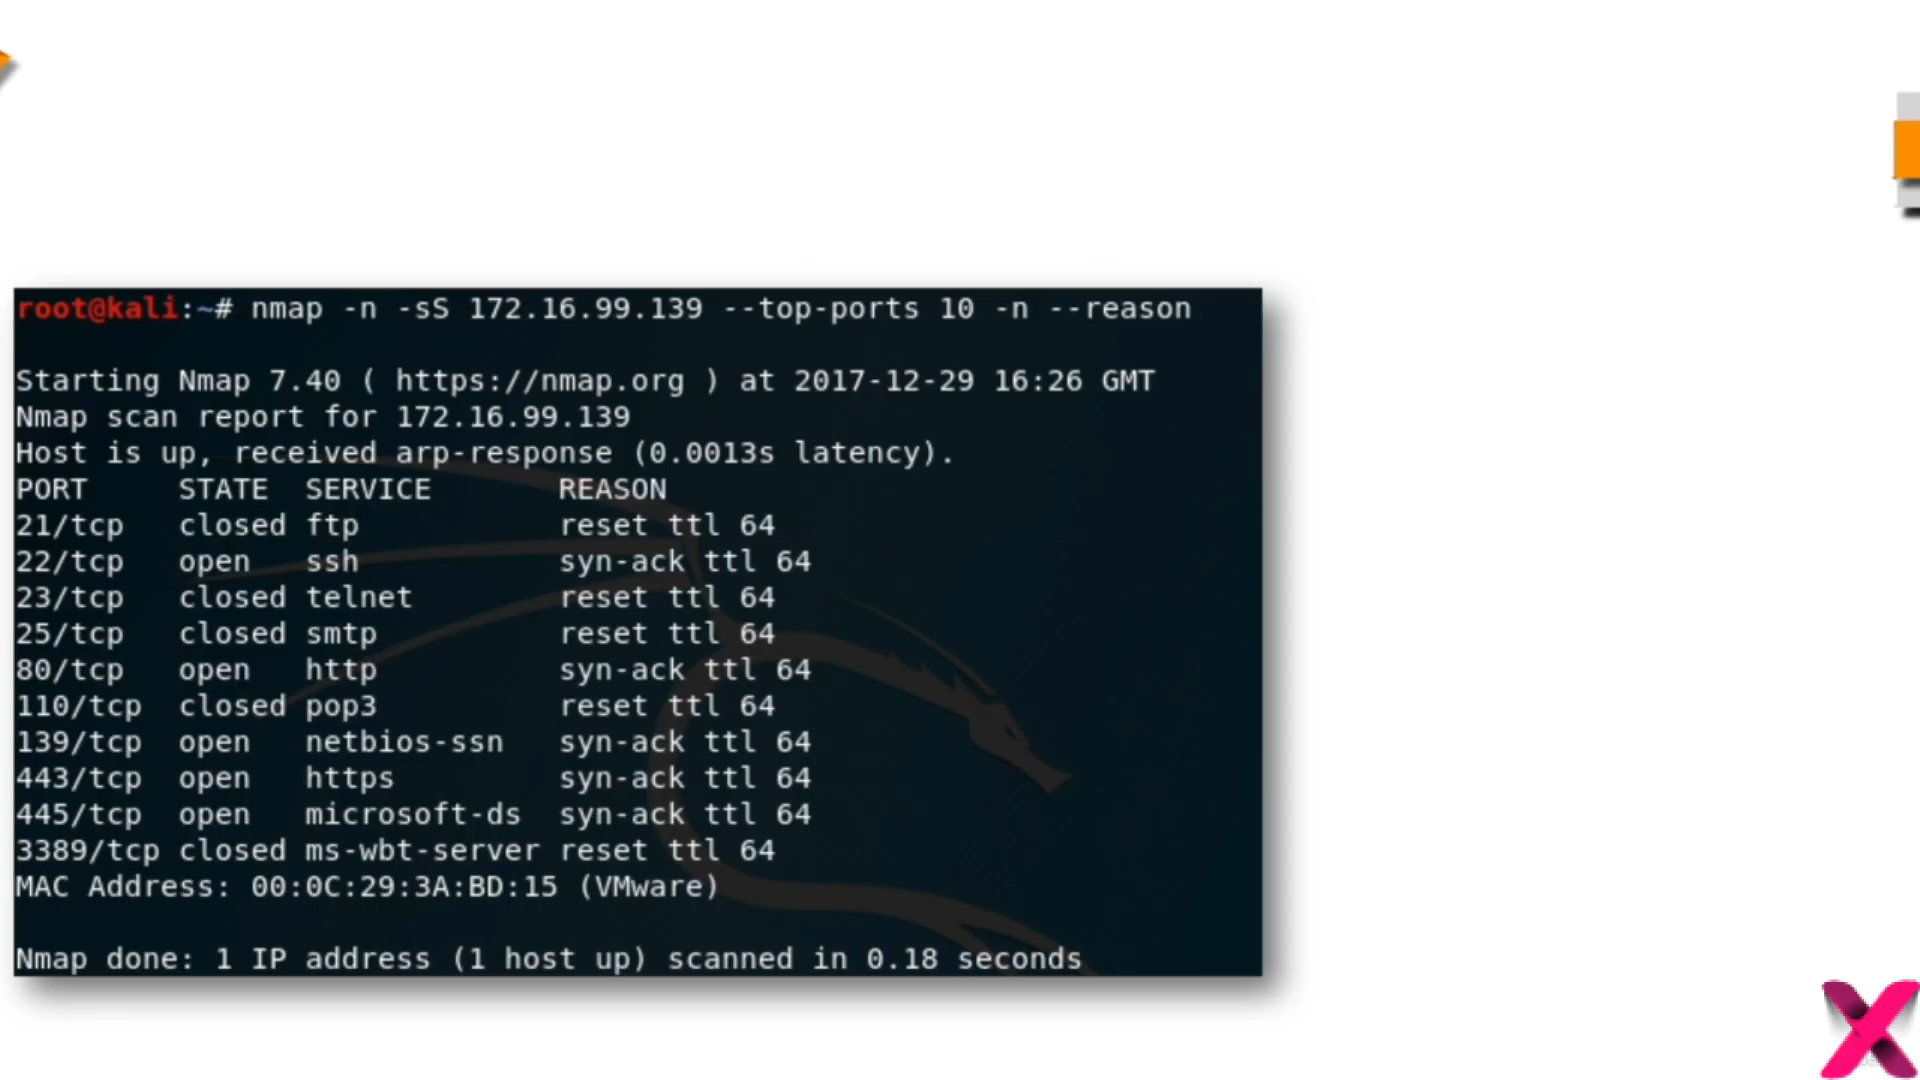 root@kali:~# nmap -n -sS 172.16.99.139 --top-ports 10 -n --reason
Starting Nmap 7.40 ( https://nmap.org ) at 2017-12-29 16:26 GMT
Nmap scan report for 172.16.99.139
Host is up, received arp-response (0.0013s latency).
PORT     STATE  SERVICE       REASON
21/tcp   closed ftp           reset ttl 64
22/tcp   open   ssh           syn-ack ttl 64
23/tcp   closed telnet        reset ttl 64
25/tcp   closed smtp          reset ttl 64
80/tcp   open   http          syn-ack ttl 64
110/tcp  closed pop3          reset ttl 64
139/tcp  open   netbios-ssn   syn-ack ttl 64
443/tcp  open   https         syn-ack ttl 64
445/tcp  open   microsoft-ds  syn-ack ttl 64
3389/tcp closed ms-wbt-server reset ttl 64
MAC Address: 00:0C:29:3A:BD:15 (VMware)
Nmap done: 1 IP address (1 host up) scanned in 0.18 seconds